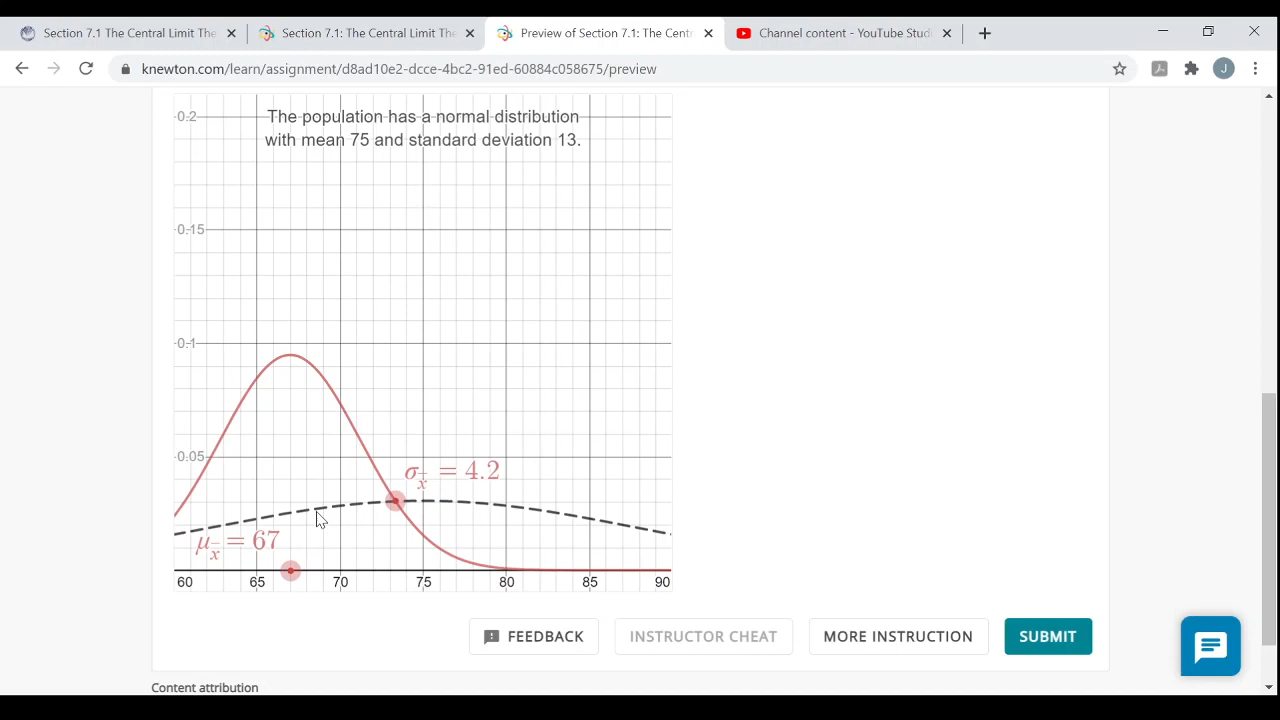 Section 7.1 The Central Limit The
Section 7.1: The Central Limit The
Preview of Section 7.1: The Centr
Channel content - YouTube Studi
knewton.com/learn/assignment/d8ad10e2-dcce-4bc2-91ed-60884c058675/preview
J
The population has a normal distribution
with mean 75 and standard deviation 13.
0.2
0.15
0.1
0.05
σx̄ = 4.2
μx̄ = 67
60 65 70 75 80 85 90
FEEDBACK
INSTRUCTOR CHEAT
MORE INSTRUCTION
SUBMIT
Content attribution